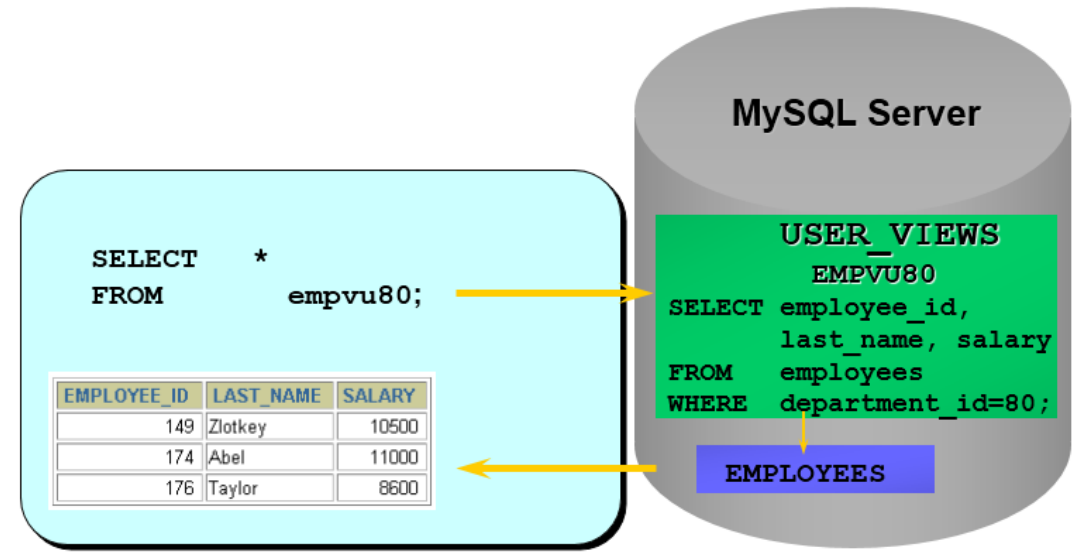 MySQL Server
SELECT *
FROM empvu80;
USER_VIEWS
EMPVU80
SELECT employee_id,
last_name, salary
FROM employees
WHERE department_id=80;
EMPLOYEES
EMPLOYEE_ID LAST_NAME SALARY
149 Zlotkey 10500
174 Abel 11000
176 Taylor 8600